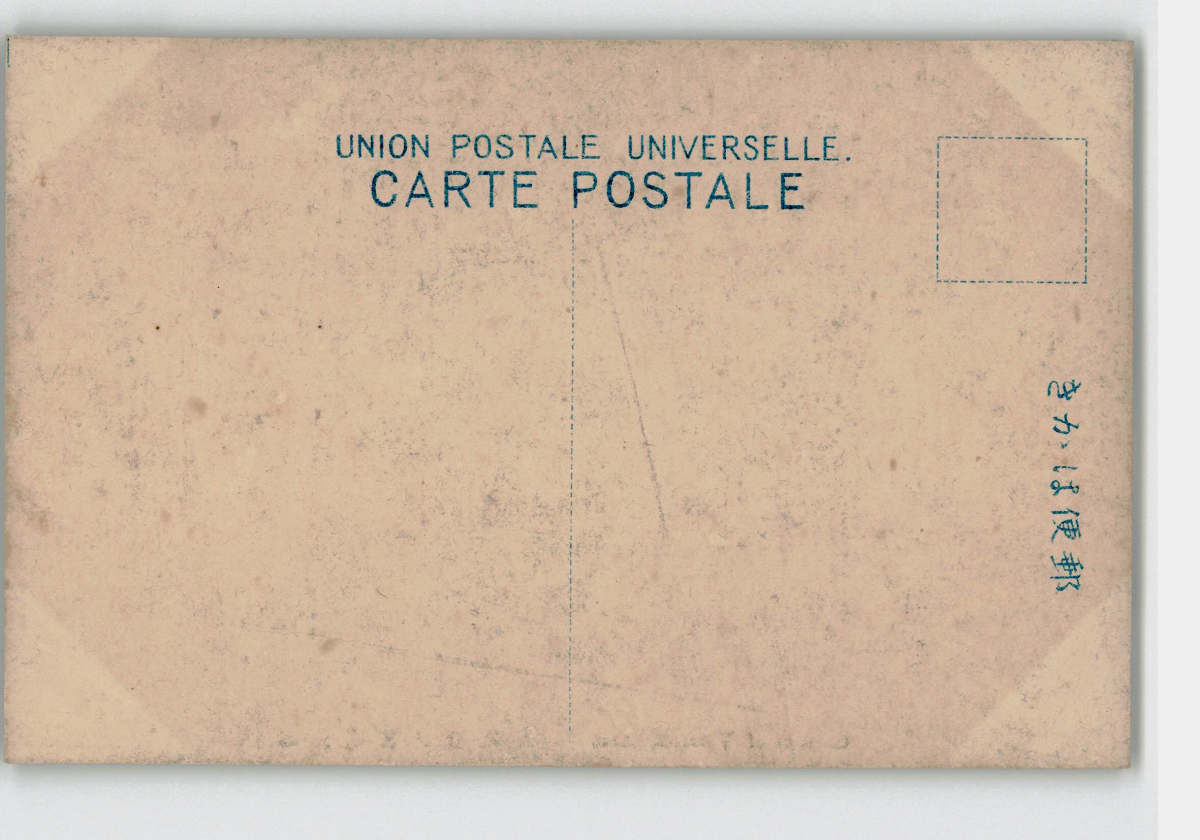 UNION POSTALE UNIVERSELLE.
CARTE POSTALE
きかは便郵